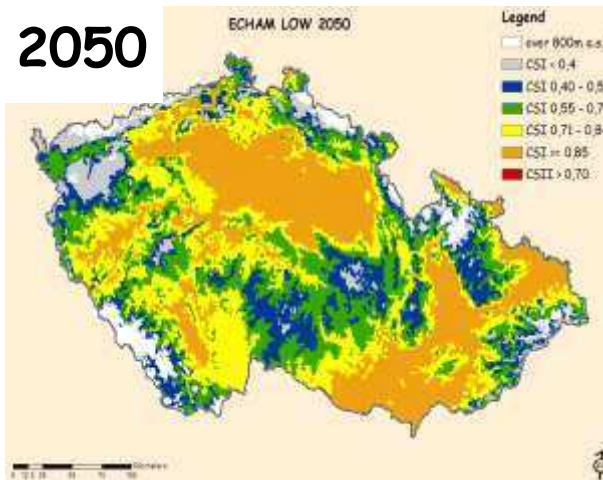 2050
ECHAM LOW 2050
Legend
over 800m a.s.
CSI < 0,4
CSI 0,40 - 0,5
CSI 0,55 - 0,7
CSI 0,71 - 0,8
CSI >= 0,85
CSII > 0,70